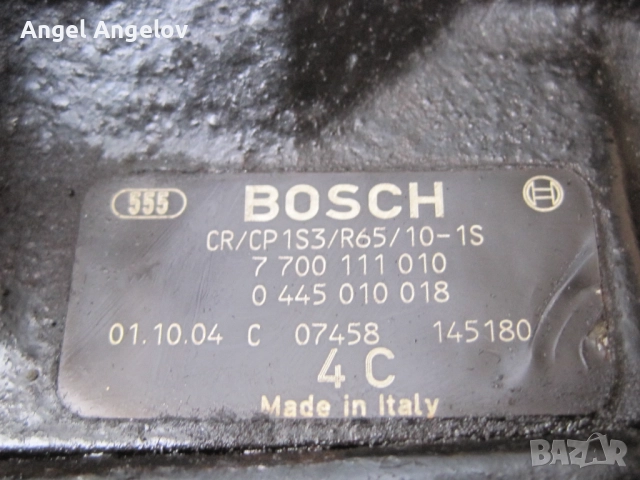 Angel Angelov
555 BOSCH
CR/CP1S3/R65/10-1S
7 700 111 010
0 445 010 018
01.10.04 C 07458 145180
4 C
Made in Italy
BAZAR